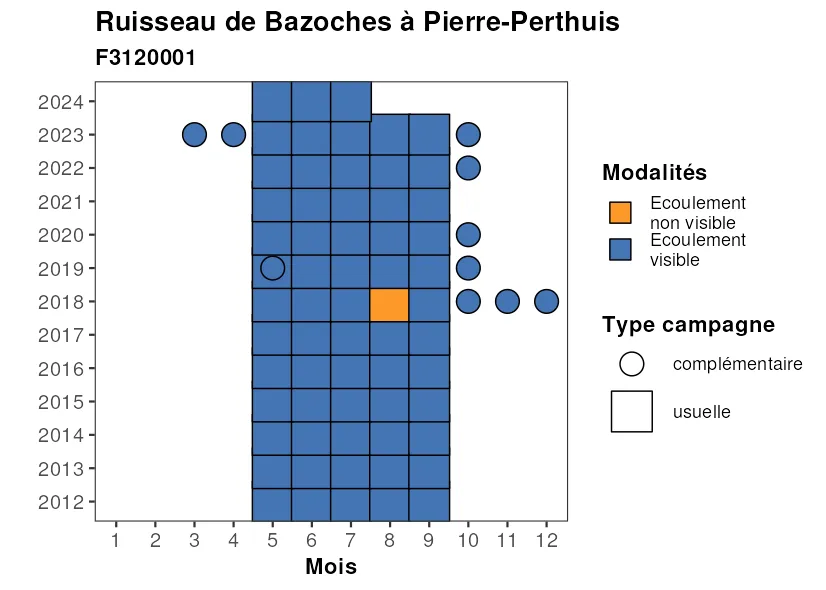 Ruisseau de Bazoches à Pierre-Perthuis
F3120001
2024
2023
2022
2021
2020
2019
2018
2017
2016
2015
2014
2013
2012
1 2 3 4 5 6 7 8 9 10 11 12
Mois
Modalités
Ecoulement
non visible
Ecoulement
visible
Type campagne
complémentaire
usuelle